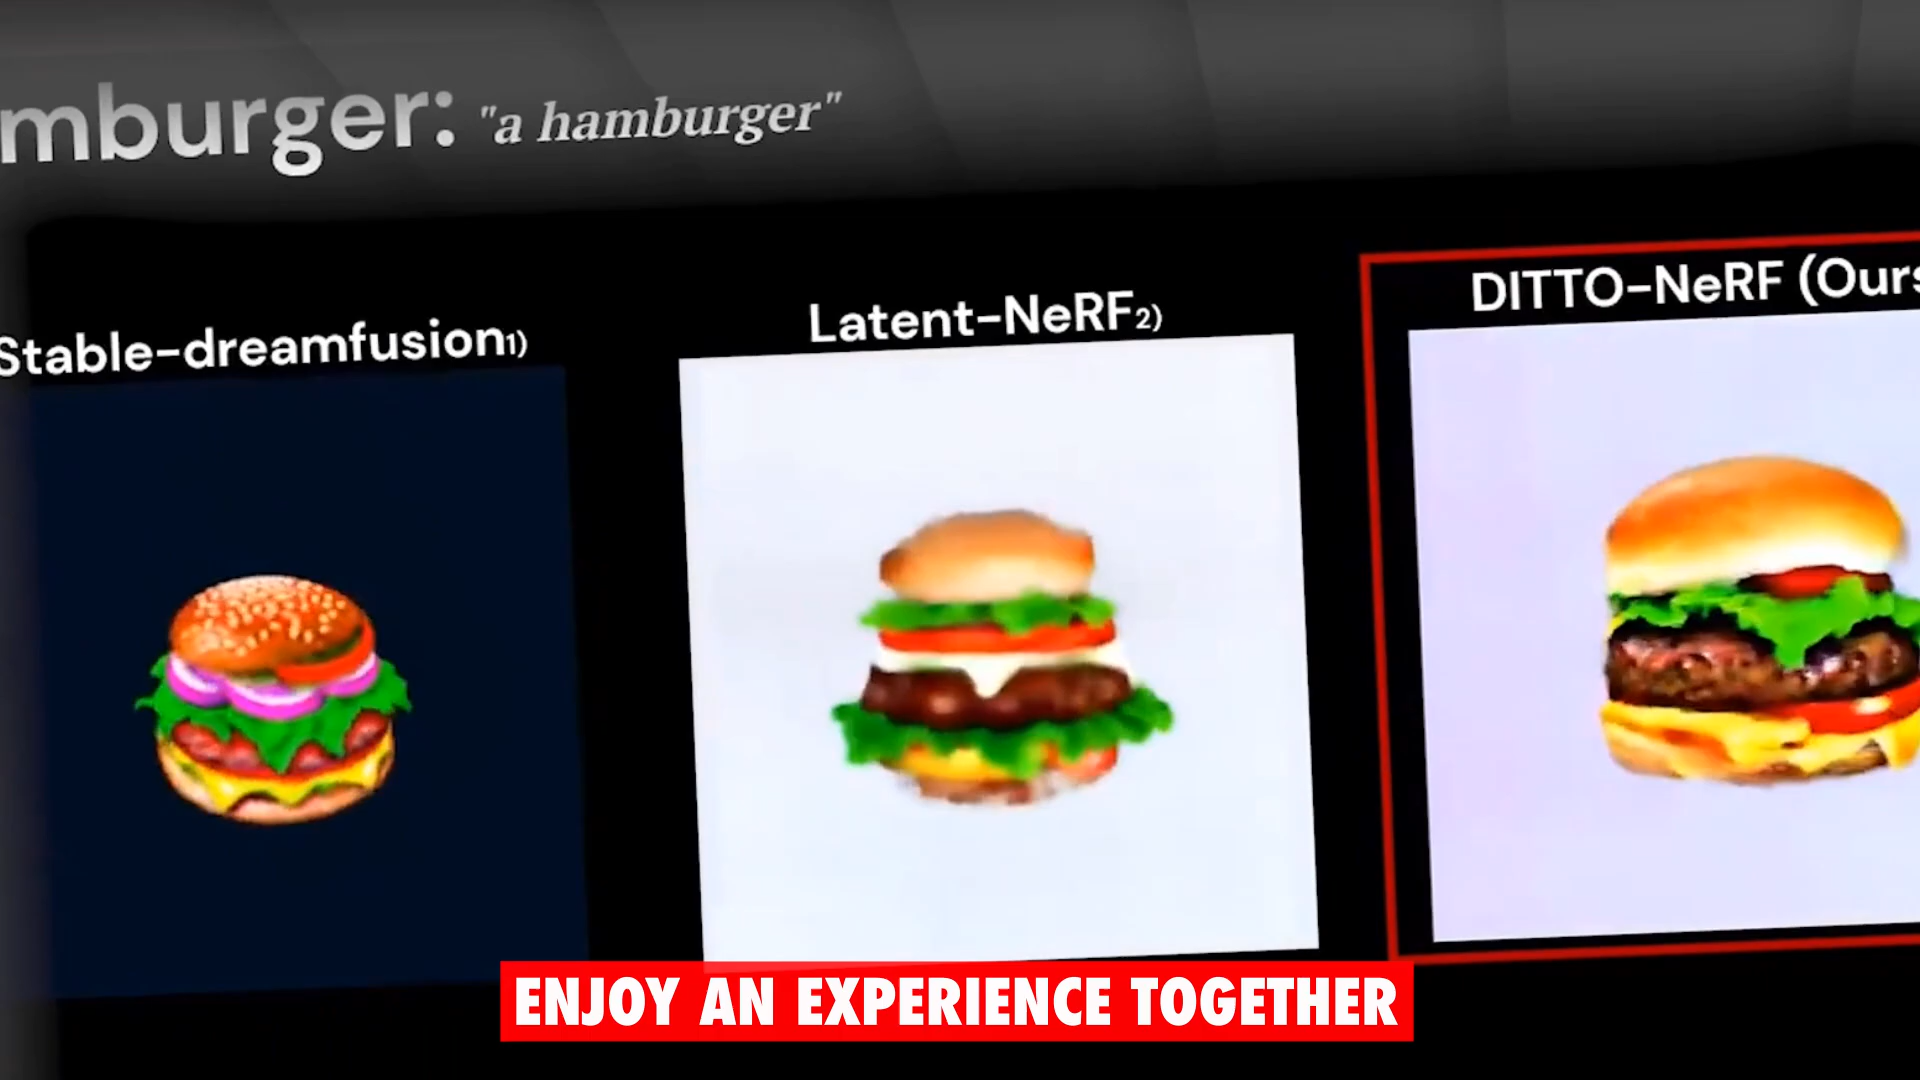 mburger: "a hamburger"
Stable-dreamfusion1)
Latent-NeRF2)
DITTO-NeRF (Ours
ENJOY AN EXPERIENCE TOGETHER